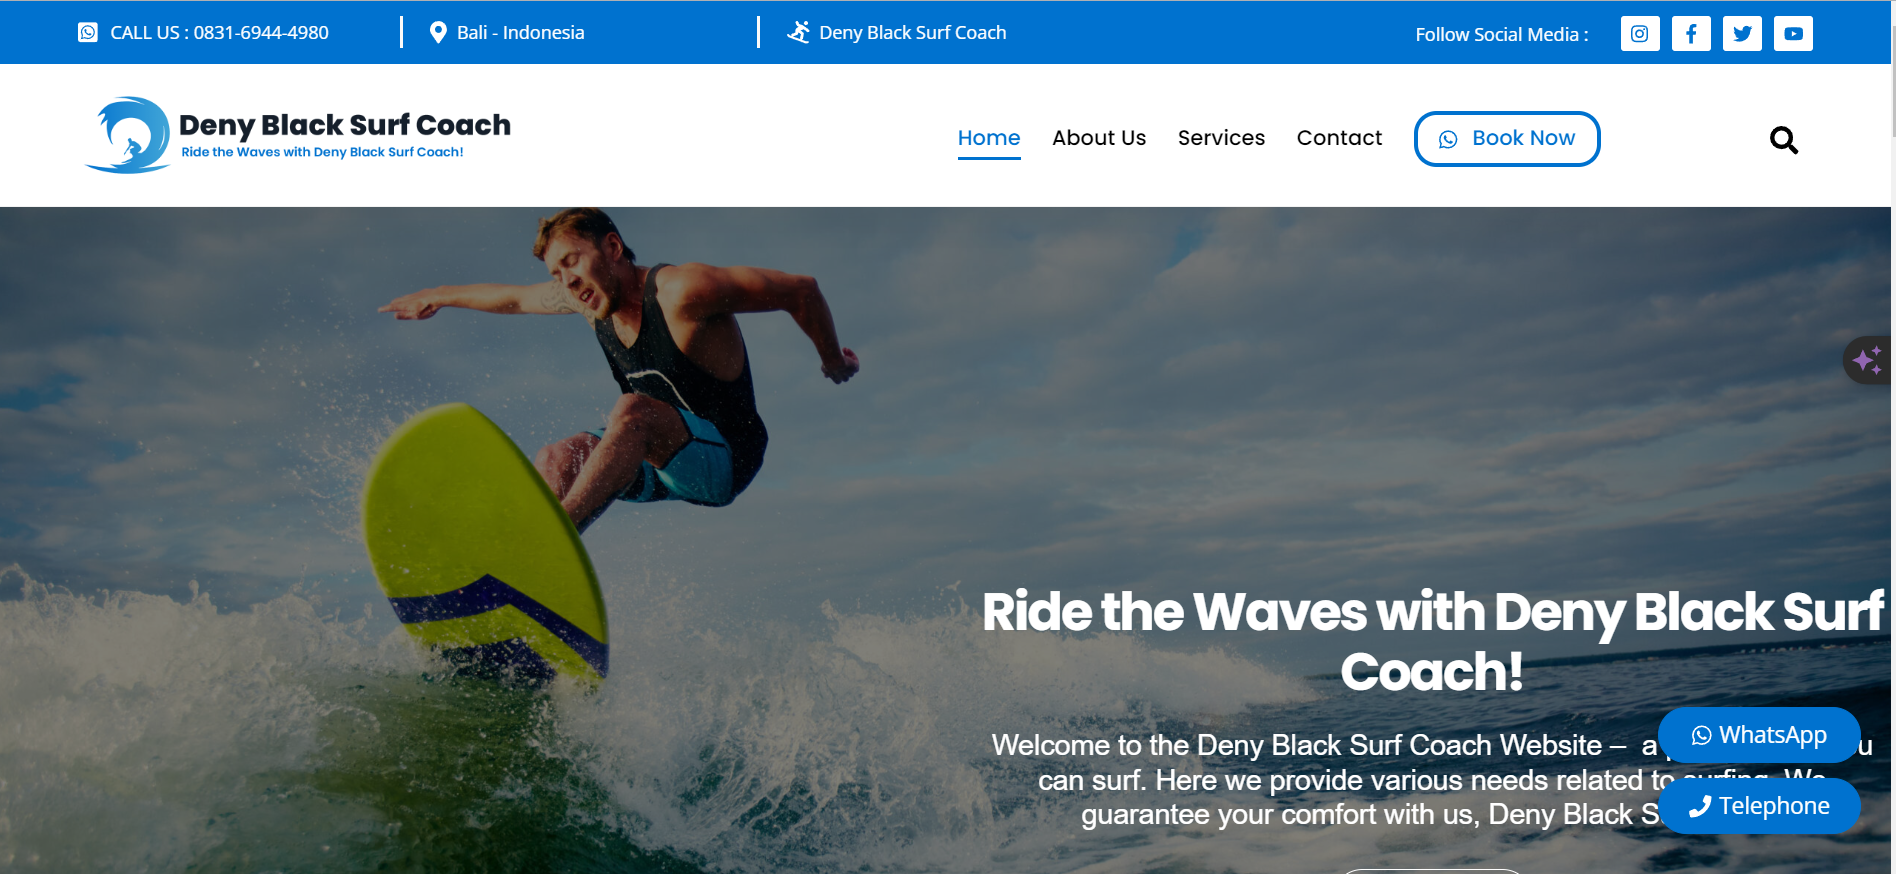 CALL US : 0831-6944-4980
Bali - Indonesia
Deny Black Surf Coach
Follow Social Media :
Deny Black Surf Coach
Ride the Waves with Deny Black Surf Coach!
Home
About Us
Services
Contact
Book Now
Ride the Waves with Deny Black Surf
Coach!
Welcome to the Deny Black Surf Coach Website – a
can surf. Here we provide various needs related to surfing. We
guarantee your comfort with us, Deny Black
WhatsApp
Telephone